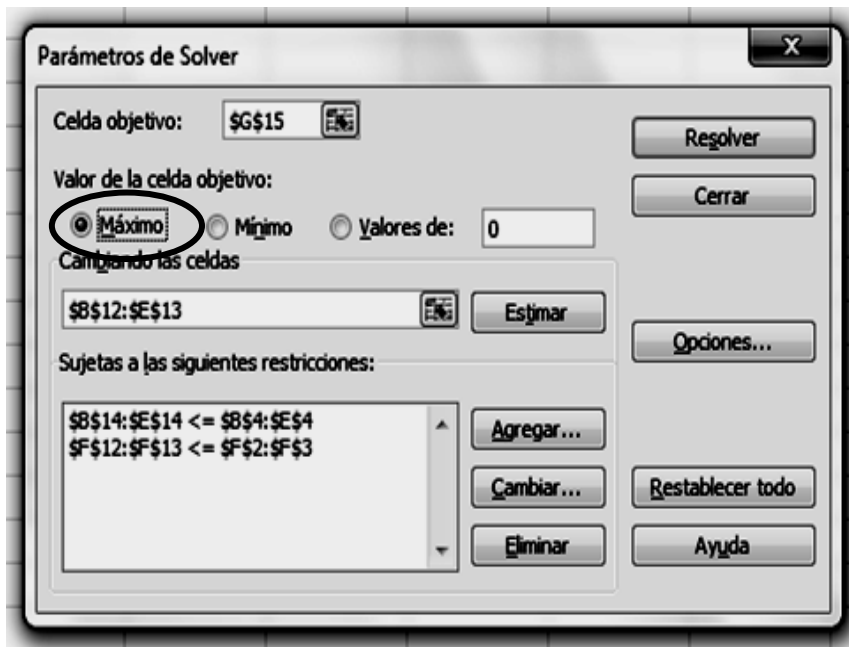 Parámetros de Solver
Celda objetivo: $G$15
Resolver
Valor de la celda objetivo:
Cerrar
Máximo Mínimo Valores de: 0
Cambiando las celdas
$B$12:$E$13 Estimar
Opciones...
Sujetas a las siguientes restricciones:
$B$14:$E$14 <= $B$4:$E$4
$F$12:$F$13 <= $F$2:$F$3
Agregar...
Cambiar... Restablecer todo
Eliminar Ayuda